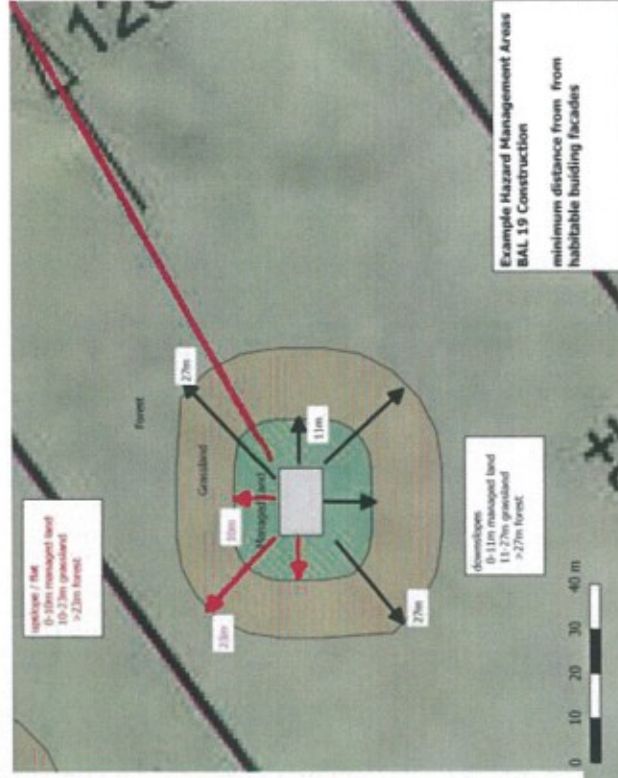 upslope / flat
0-10m managed land
10-23m grassland
>23m forest
Forest
27m
Grassland
10m
Managed Land
11m
23m
27m
downslopes
0-11m managed land
11-27m grassland
>27m forest
Example Hazard Management Areas
BAL 19 Construction
minimum distance from from
habitable buiding facades
0 10 20 30 40 m